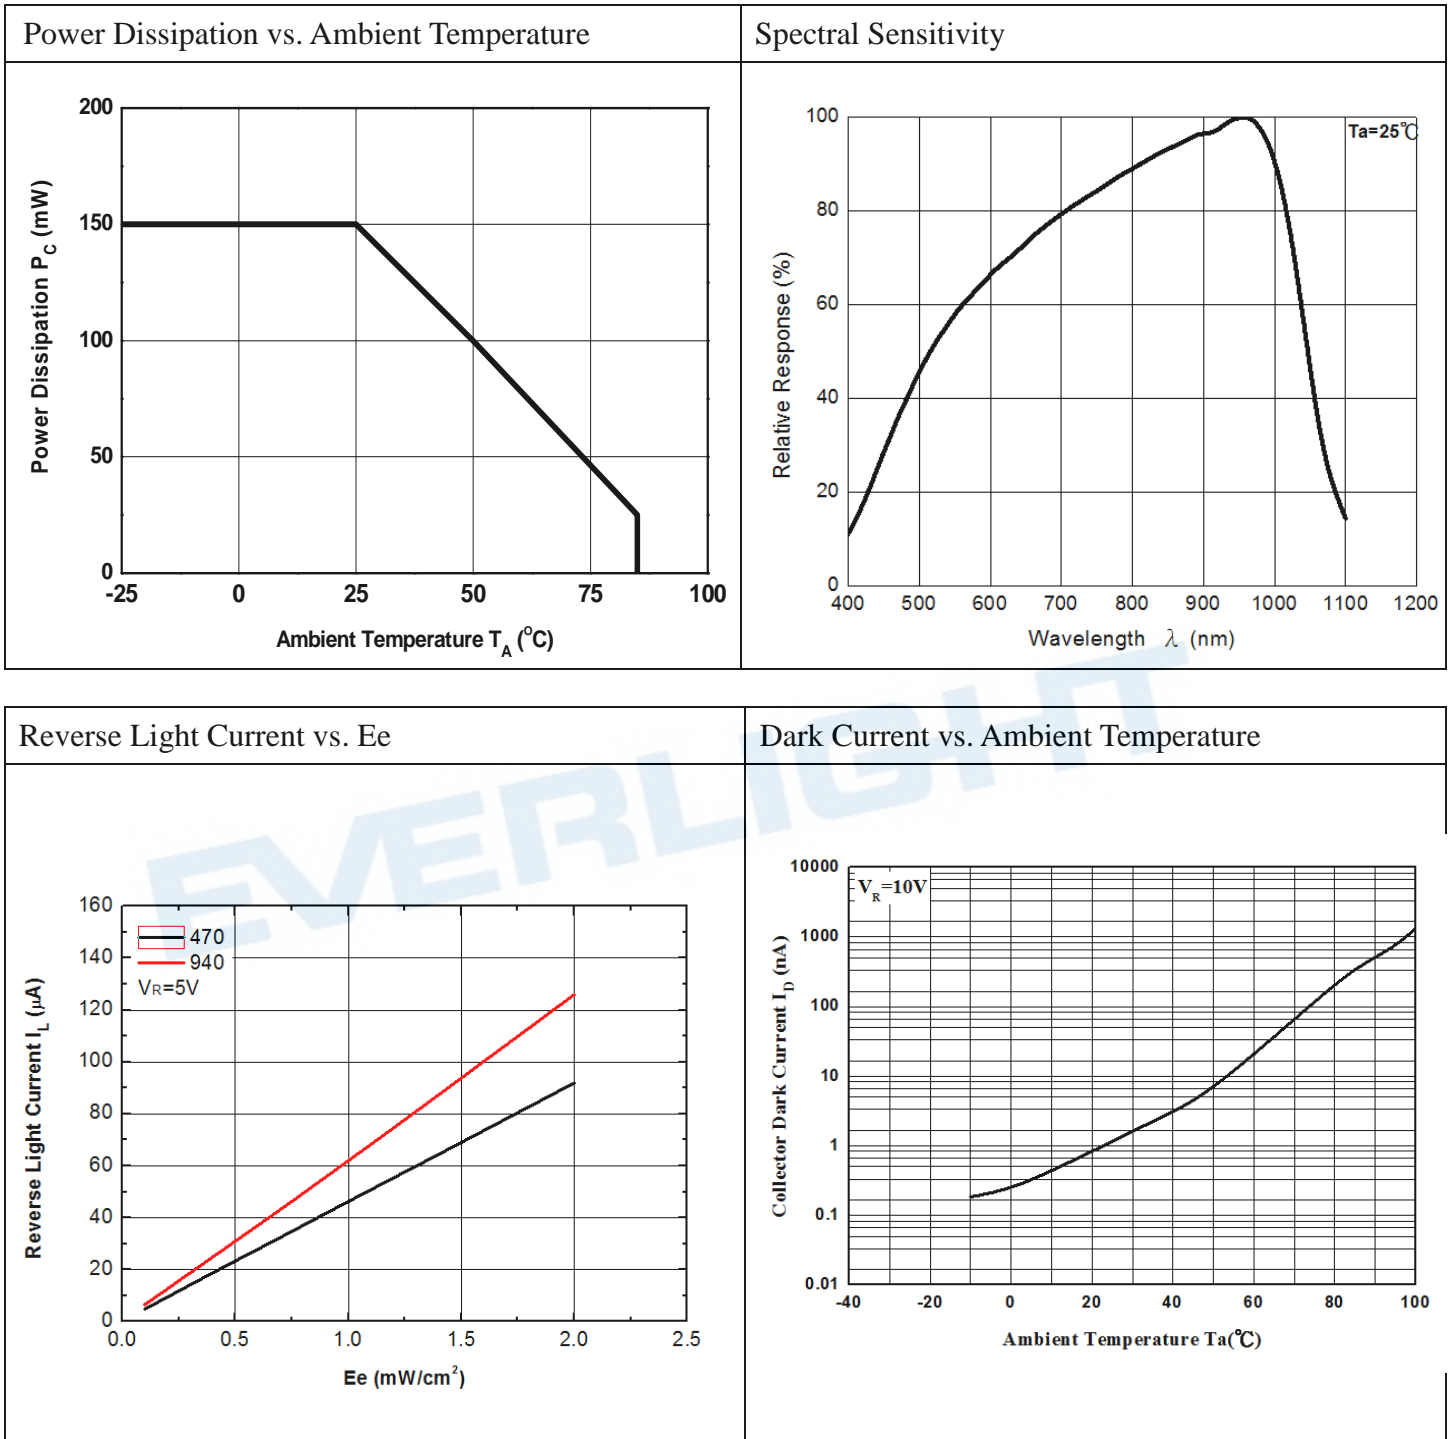 Power Dissipation vs. Ambient Temperature
200
150
100
50
0
-25 0 25 50 75 100
Power Dissipation PC (mW)
Ambient Temperature TA (°C)
Spectral Sensitivity
Ta=25℃
100
80
60
40
20
0
400 500 600 700 800 900 1000 1100 1200
Relative Response (%)
Wavelength λ (nm)
EVERLIGHT
Reverse Light Current vs. Ee
470
940
VR=5V
160
140
120
100
80
60
40
20
0
0.0 0.5 1.0 1.5 2.0 2.5
Reverse Light Current IL (μA)
Ee (mW/cm²)
Dark Current vs. Ambient Temperature
VR=10V
10000
1000
100
10
1
0.1
0.01
-40 -20 0 20 40 60 80 100
Collector Dark Current ID (nA)
Ambient Temperature Ta(℃)